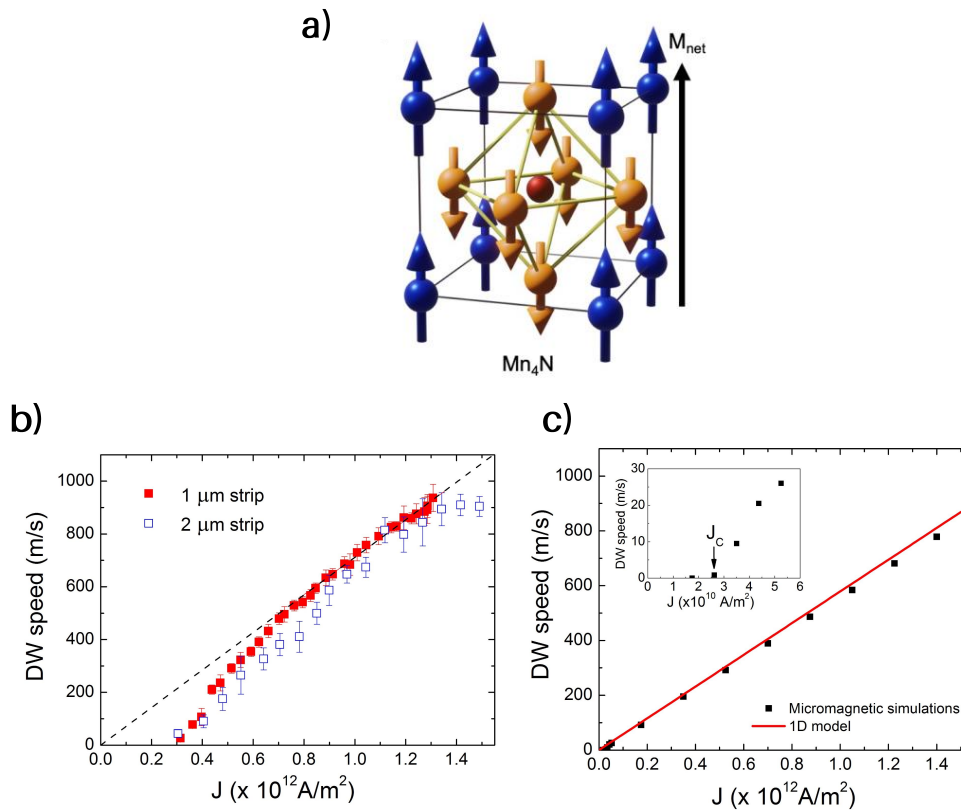 a)
M_net
Mn₄N
b)
DW speed (m/s)
1000
800
600
400
200
0
1 μm strip
2 μm strip
0.0 0.2 0.4 0.6 0.8 1.0 1.2 1.4
J (x 10¹²A/m²)
c)
DW speed (m/s)
1000
800
600
400
200
0
DW speed (m/s)
30
20
10
0
J_C
0 1 2 3 4 5 6
J (x10¹⁰ A/m²)
Micromagnetic simulations
1D model
0.0 0.2 0.4 0.6 0.8 1.0 1.2 1.4
J (x 10¹²A/m²)